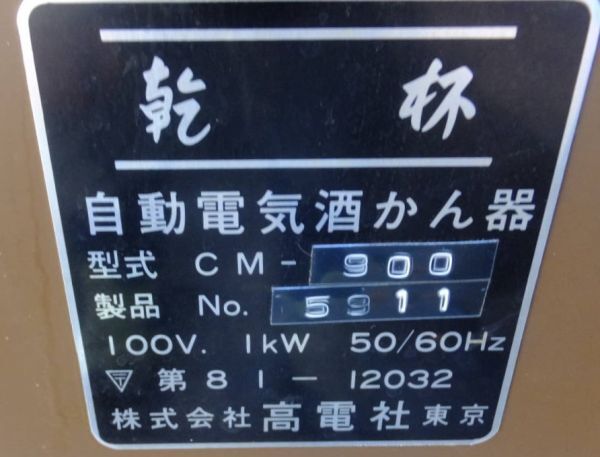 乾杯
自動電気酒かん器
型式 CM-900
製品 No. 5911
100V. 1kW 50/60Hz
第81-12032
株式会社 高電社 東京